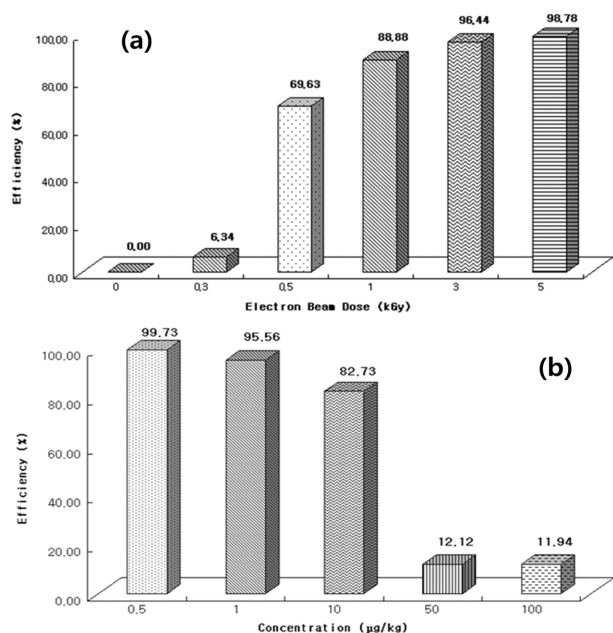 (a)
Efficiency (%)
100,00
80,00
60,00
40,00
20,00
0,00
0.00
6.34
69.63
88.88
96.44
98.78
0 0,3 0,5 1 3 5
Electron Beam Dose (kGy)
(b)
Efficiency (%)
100,00
80,00
60,00
40,00
20,00
0,00
99.73
95.56
82.73
12.12
11.94
0,5 1 10 50 100
Concentration (µg/kg)